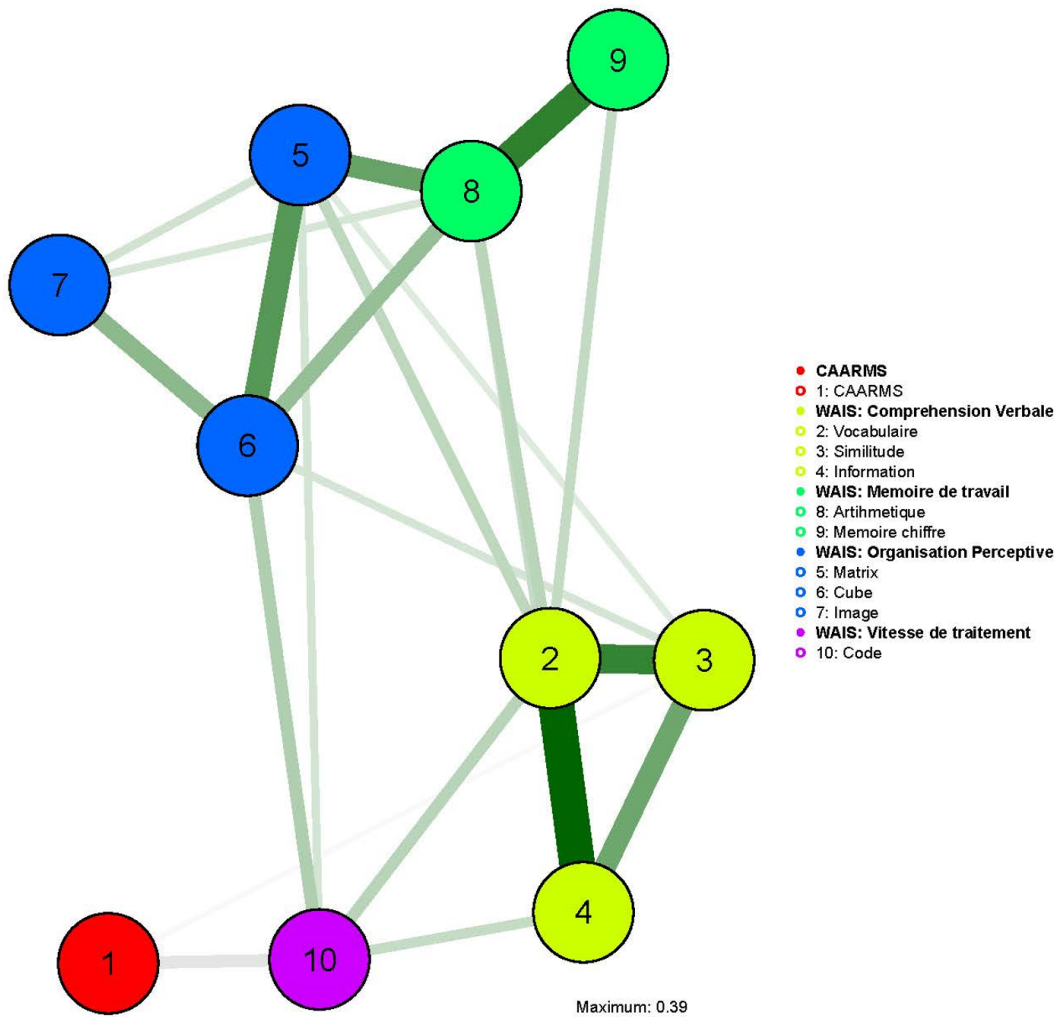 9
5
8
7
6
2
3
4
1
10
CAARMS
1: CAARMS
WAIS: Comprehension Verbale
2: Vocabulaire
3: Similitude
4: Information
WAIS: Memoire de travail
8: Artihmetique
9: Memoire chiffre
WAIS: Organisation Perceptive
5: Matrix
6: Cube
7: Image
WAIS: Vitesse de traitement
10: Code
Maximum: 0.39